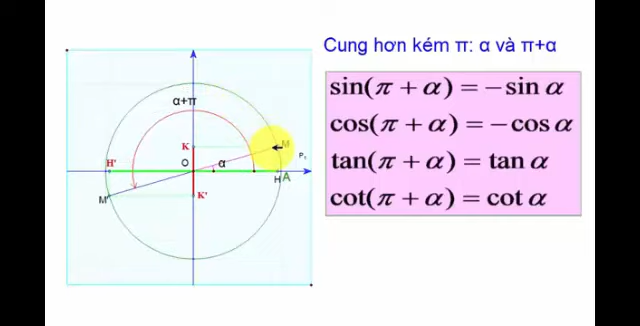 Cung hơn kém π: α và π+α
sin(π + α) = −sin α
cos(π + α) = −cos α
tan(π + α) = tan α
cot(π + α) = cot α
α+π
K
M
H'
O
α
H
A
M'
K'